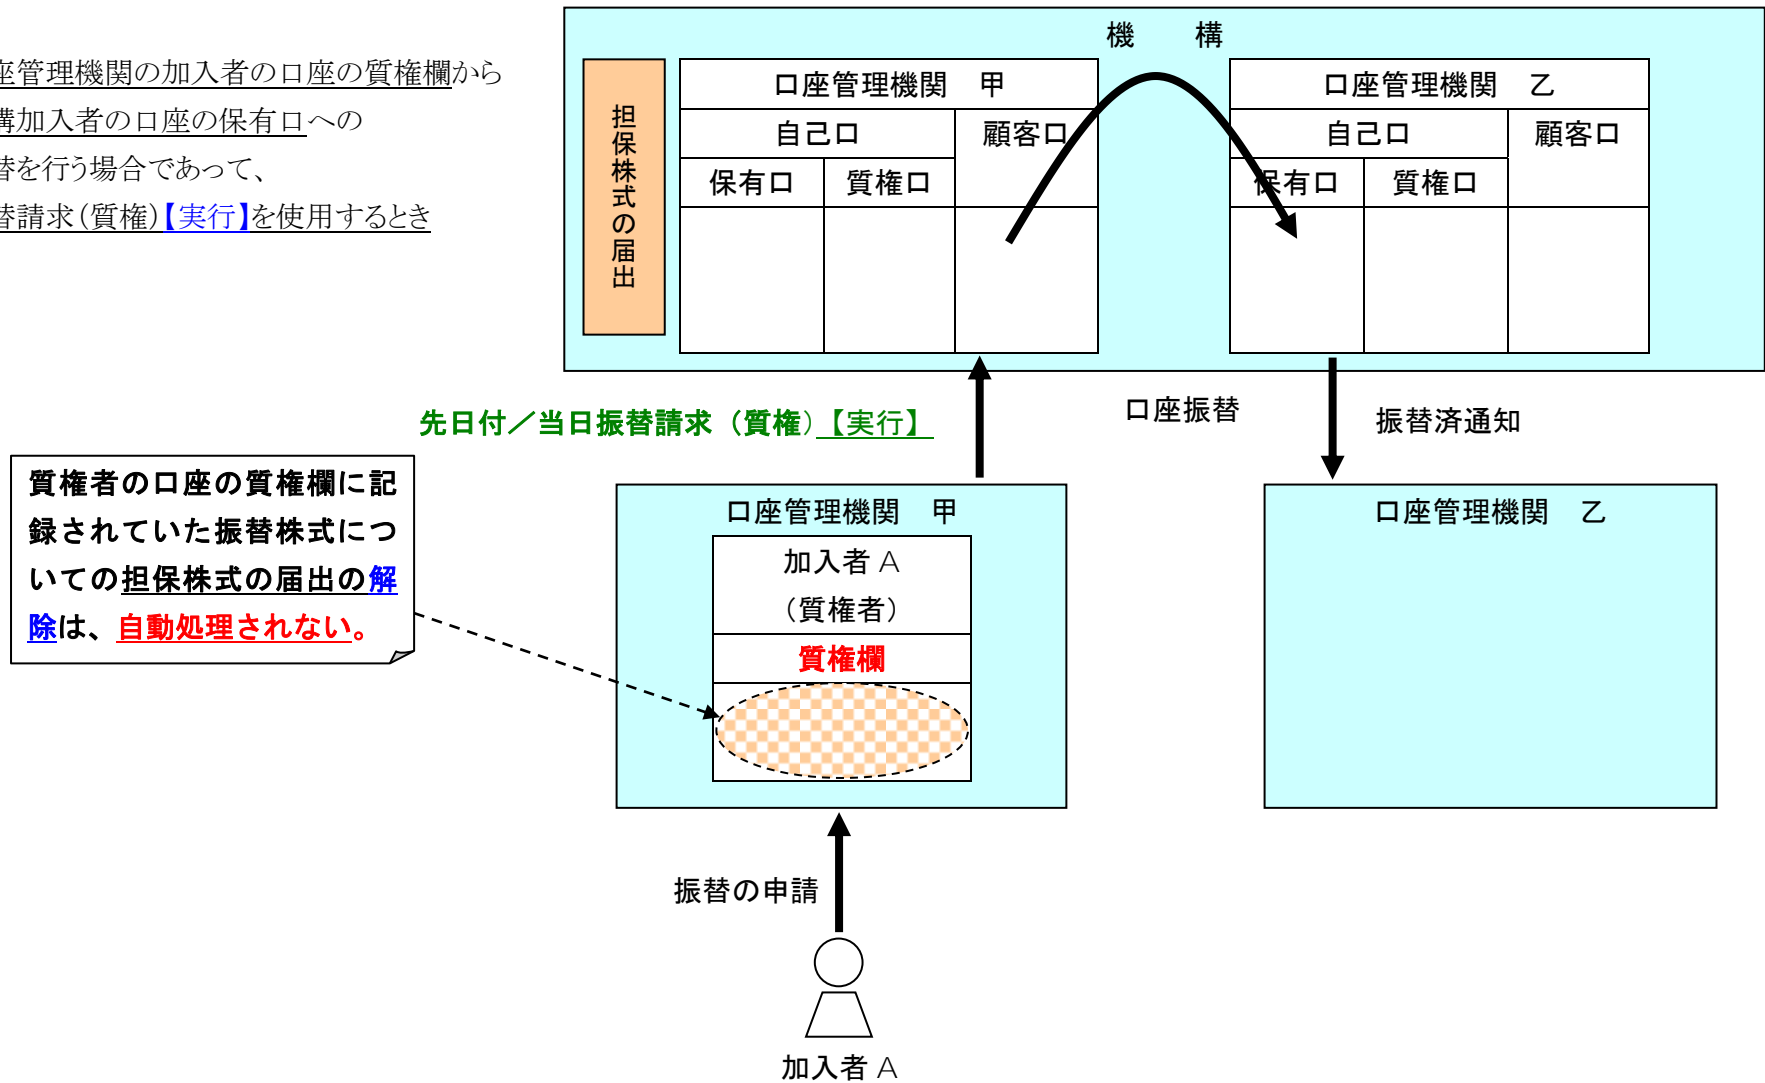 座管理機関の加入者の口座の質権欄から
構加入者の口座の保有口への
替を行う場合であって、
替請求（質権）【実行】を使用するとき
機　構
担保株式の届出
口座管理機関　甲
自己口
顧客口
保有口
質権口
口座管理機関　乙
自己口
顧客口
保有口
質権口
先日付／当日振替請求（質権）【実行】
口座振替
振替済通知
質権者の口座の質権欄に記
録されていた振替株式につ
いての担保株式の届出の解
除は、自動処理されない。
口座管理機関　甲
加入者 A
（質権者）
質権欄
口座管理機関　乙
振替の申請
加入者 A